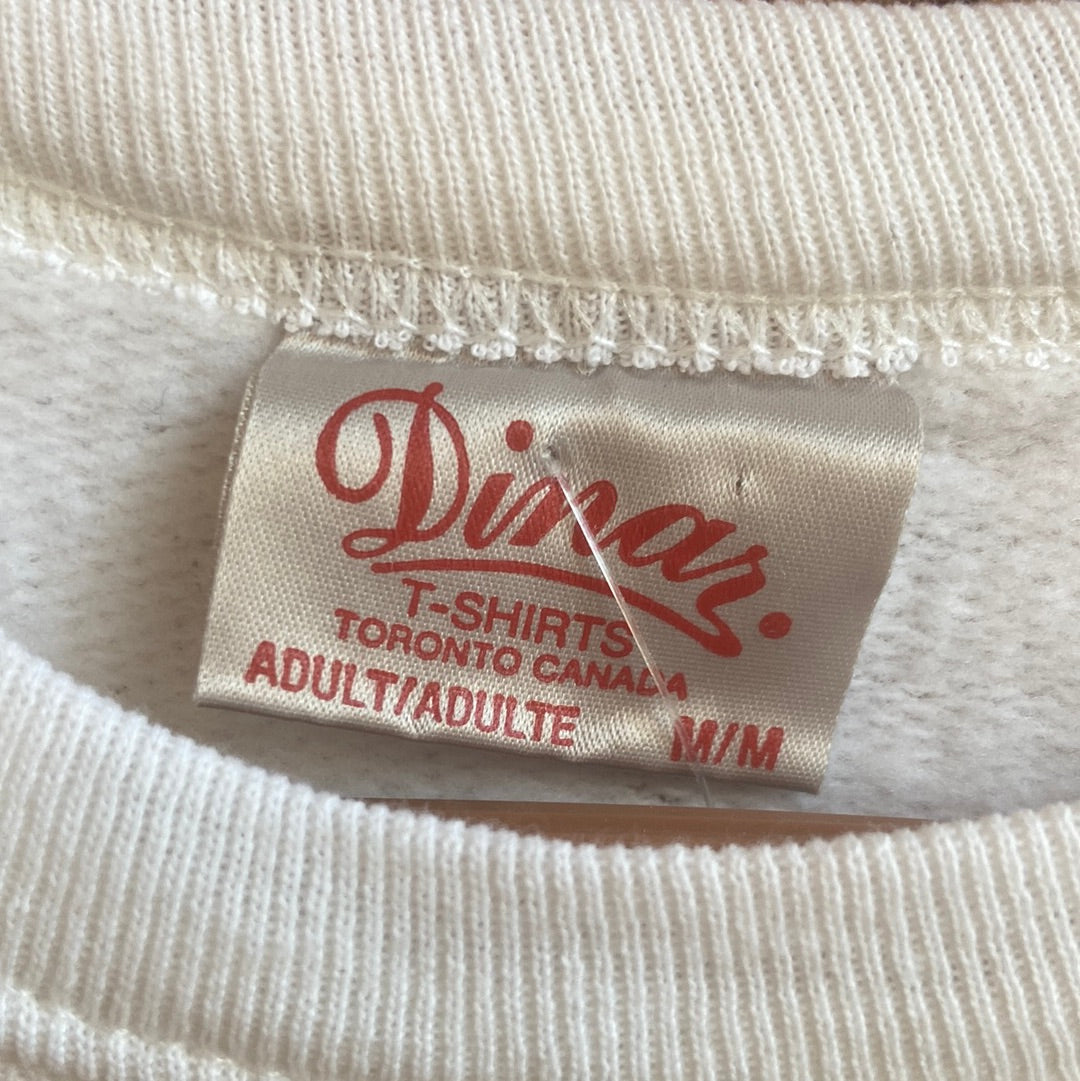 Dinar.
T-SHIRTS
TORONTO CANADA
ADULT/ADULTE M/M